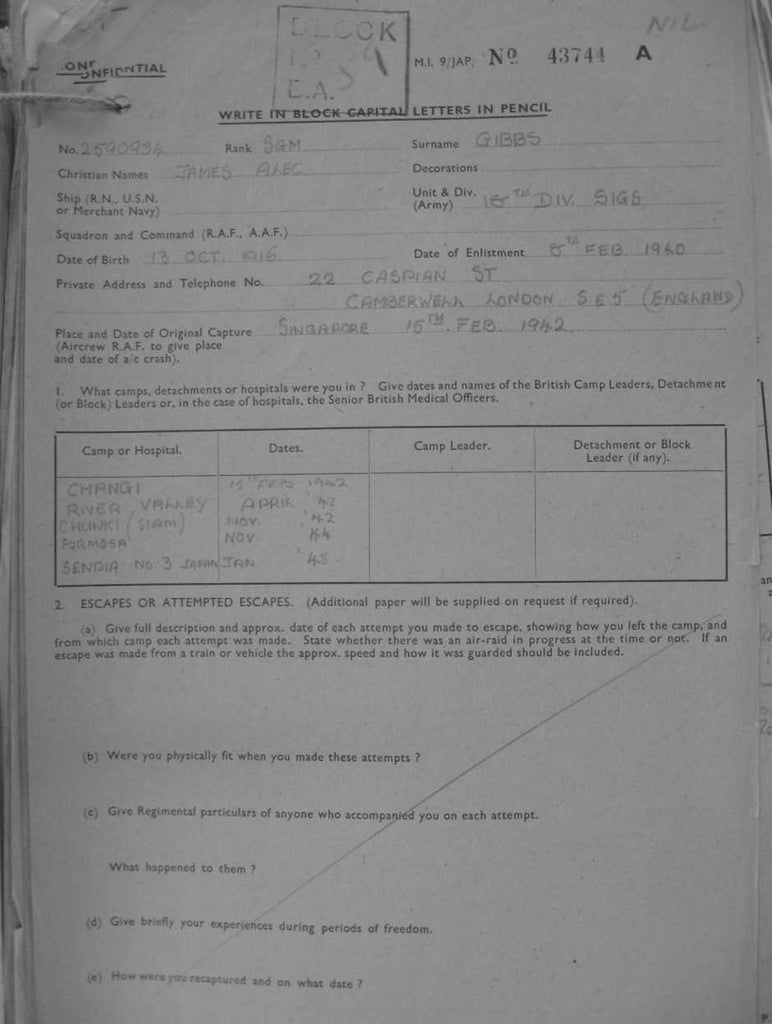 NIL
BLOCK
E.A.
CONFIDENTIAL
M.I. 9/JAP/ No 43744 A
WRITE IN BLOCK CAPITAL LETTERS IN PENCIL
No. 2590934 Rank SGM Surname GIBBS
Christian Names JAMES ALEC Decorations
Ship (R.N., U.S.N. or Merchant Navy)
Unit & Div. (Army) 18TH DIV. SIGS
Squadron and Command (R.A.F., A.A.F.)
Date of Birth 13 OCT. 1916 Date of Enlistment FEB 1940
Private Address and Telephone No. 22 CASPIAN ST
CAMBERWELL LONDON S.E 5 (ENGLAND)
Place and Date of Original Capture SINGAPORE 15TH. FEB. 1942
(Aircrew R.A.F. to give place
and date of a/c crash).
1. What camps, detachments or hospitals were you in ? Give dates and names of the British Camp Leaders, Detachment
(or Block) Leaders or, in the case of hospitals, the Senior British Medical Officers.
Camp or Hospital. Dates. Camp Leader. Detachment or Block Leader (if any).
CHANGI 15TH FEB 1942
RIVER VALLEY APRIL '42
CHUNKI (SIAM) NOV. '42
FORMOSA NOV 44
SENDIA NO. 3 JAPAN JAN '45.
2. ESCAPES OR ATTEMPTED ESCAPES. (Additional paper will be supplied on request if required).
(a) Give full description and approx. date of each attempt you made to escape, showing how you left the camp, and
from which camp each attempt was made. State whether there was an air-raid in progress at the time or not. If an
escape was made from a train or vehicle the approx. speed and how it was guarded should be included.
(b) Were you physically fit when you made these attempts ?
(c) Give Regimental particulars of anyone who accompanied you on each attempt.
What happened to them ?
(d) Give briefly your experiences during periods of freedom.
(e) How were you recaptured and on what date ?